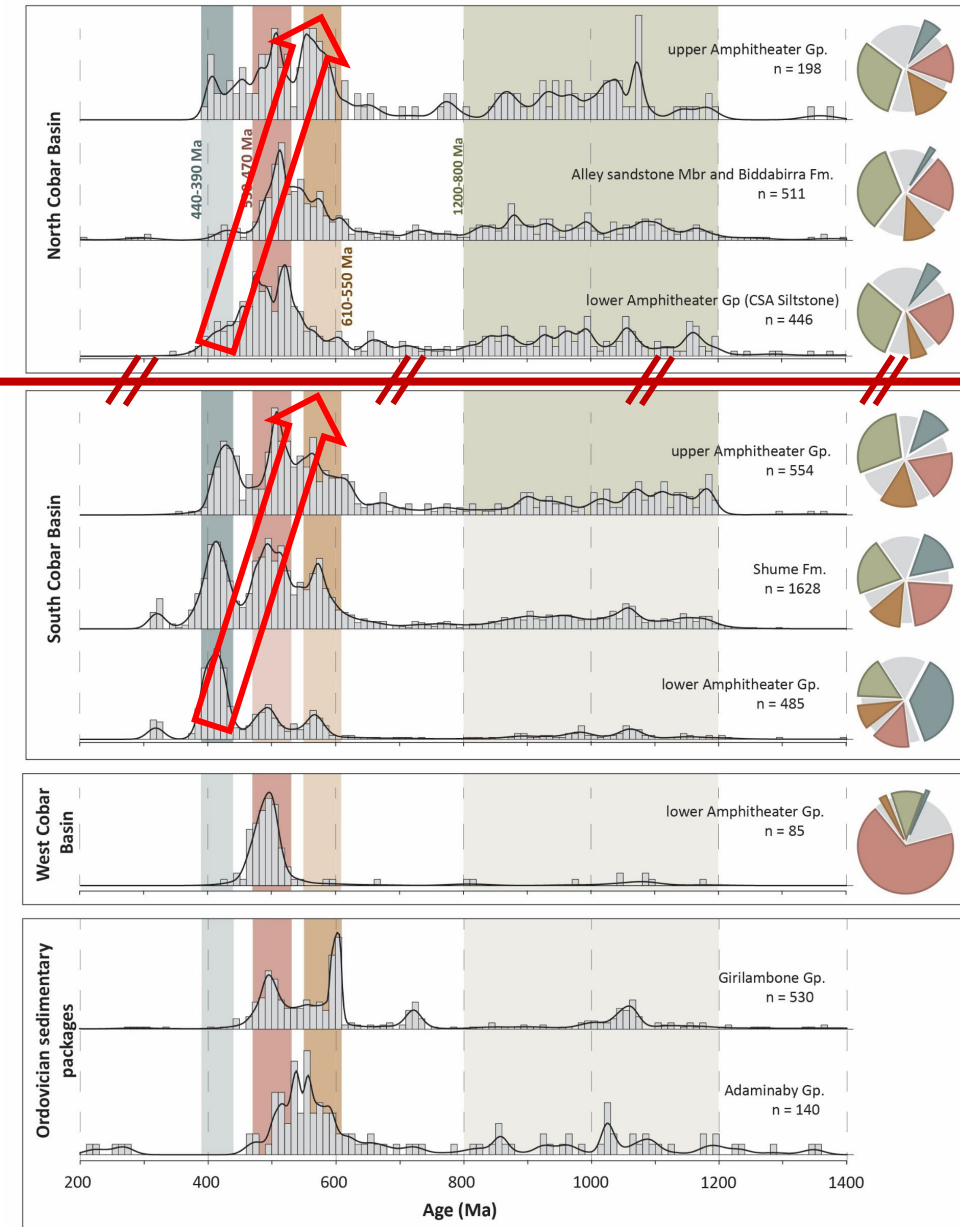 North Cobar Basin
upper Amphitheater Gp.
n = 198
440-390 Ma
1200-800 Ma
610-550 Ma
Alley sandstone Mbr and Biddabirra Fm.
n = 511
lower Amphitheater Gp (CSA Siltstone)
n = 446
South Cobar Basin
upper Amphitheater Gp.
n = 554
Shume Fm.
n = 1628
lower Amphitheater Gp.
n = 485
West Cobar
Basin
lower Amphitheater Gp.
n = 85
Ordovician sedimentary
packages
Girilambone Gp.
n = 530
Adaminaby Gp.
n = 140
200 400 600 800 1000 1200 1400
Age (Ma)